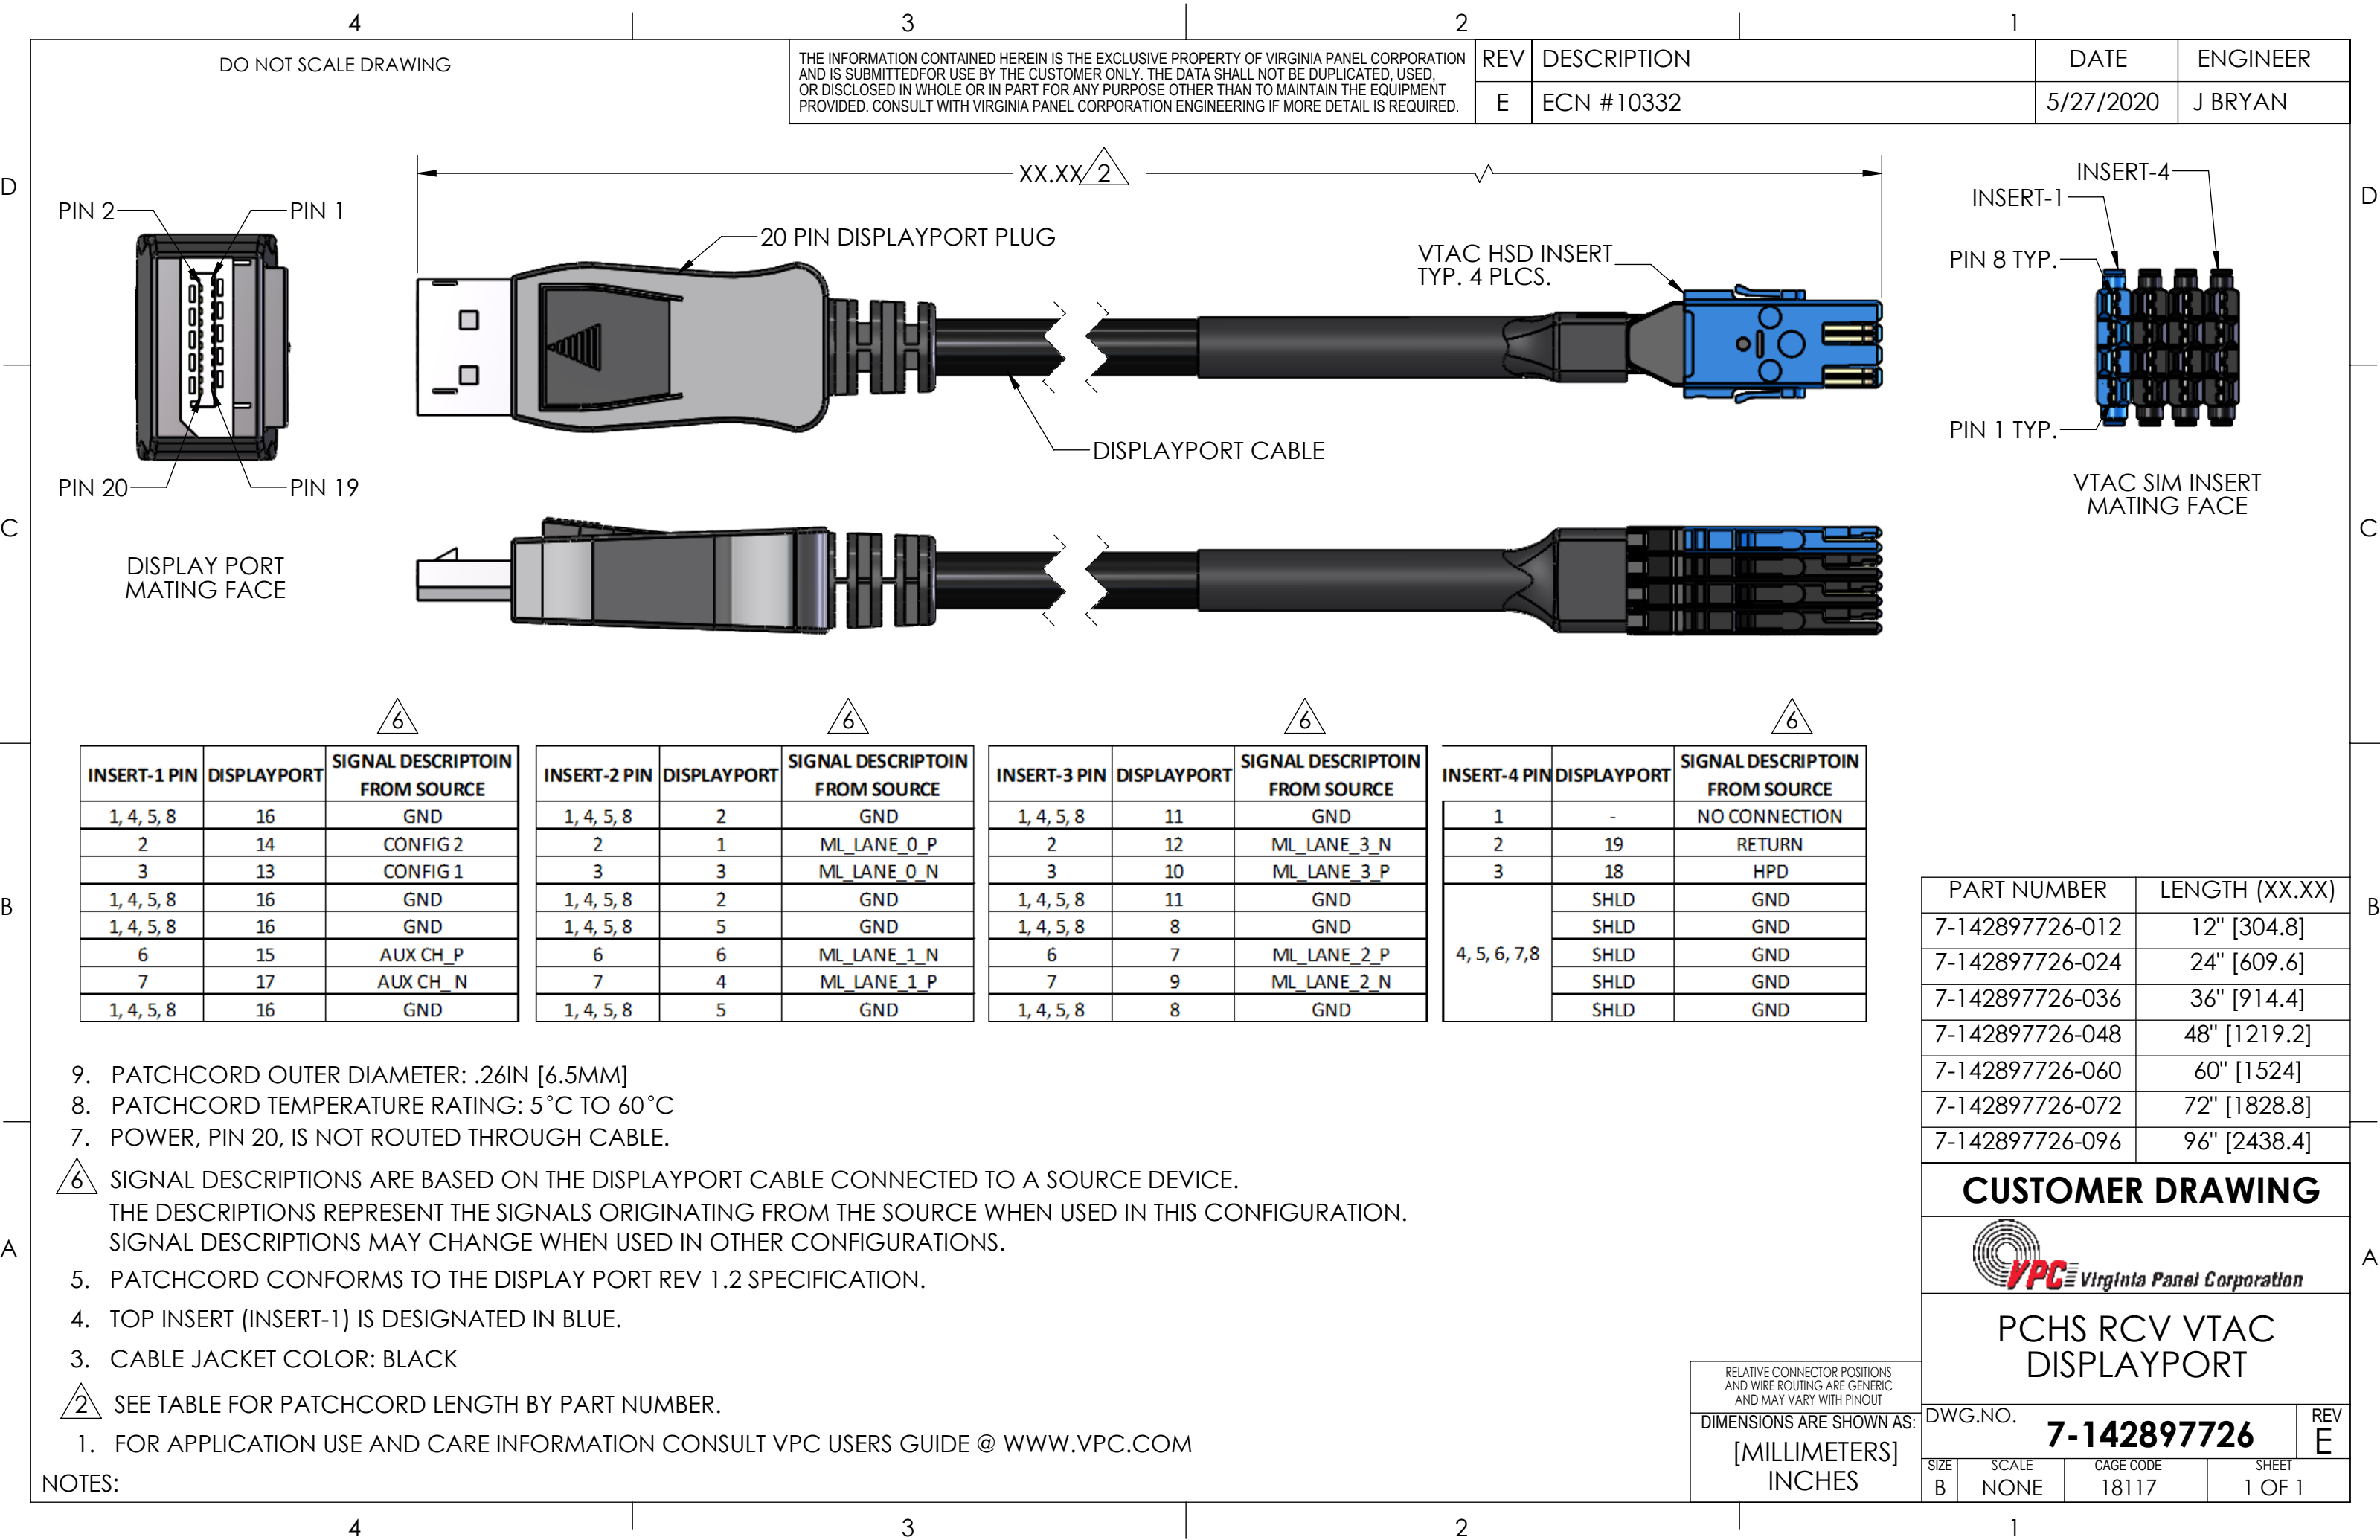 4 3 2 1
DO NOT SCALE DRAWING
THE INFORMATION CONTAINED HEREIN IS THE EXCLUSIVE PROPERTY OF VIRGINIA PANEL CORPORATION
AND IS SUBMITTEDFOR USE BY THE CUSTOMER ONLY. THE DATA SHALL NOT BE DUPLICATED, USED,
OR DISCLOSED IN WHOLE OR IN PART FOR ANY PURPOSE OTHER THAN TO MAINTAIN THE EQUIPMENT
PROVIDED. CONSULT WITH VIRGINIA PANEL CORPORATION ENGINEERING IF MORE DETAIL IS REQUIRED.
REV DESCRIPTION DATE ENGINEER
E ECN #10332 5/27/2020 J BRYAN
D D
XX.XX 2
PIN 2 PIN 1
PIN 20 PIN 19
DISPLAY PORT
MATING FACE
20 PIN DISPLAYPORT PLUG
DISPLAYPORT CABLE
VTAC HSD INSERT
TYP. 4 PLCS.
INSERT-4
INSERT-1
PIN 8 TYP.
PIN 1 TYP.
VTAC SIM INSERT
MATING FACE
C C
6 6 6 6
INSERT-1 PIN DISPLAYPORT SIGNAL DESCRIPTOIN
FROM SOURCE
1, 4, 5, 8 16 GND
2 14 CONFIG 2
3 13 CONFIG 1
1, 4, 5, 8 16 GND
1, 4, 5, 8 16 GND
6 15 AUX CH_P
7 17 AUX CH_ N
1, 4, 5, 8 16 GND
INSERT-2 PIN DISPLAYPORT SIGNAL DESCRIPTOIN
FROM SOURCE
1, 4, 5, 8 2 GND
2 1 ML_LANE_0_P
3 3 ML_LANE_0_N
1, 4, 5, 8 2 GND
1, 4, 5, 8 5 GND
6 6 ML_LANE_1_N
7 4 ML_LANE_1_P
1, 4, 5, 8 5 GND
INSERT-3 PIN DISPLAYPORT SIGNAL DESCRIPTOIN
FROM SOURCE
1, 4, 5, 8 11 GND
2 12 ML_LANE_3_N
3 10 ML_LANE_3_P
1, 4, 5, 8 11 GND
1, 4, 5, 8 8 GND
6 7 ML_LANE_2_P
7 9 ML_LANE_2_N
1, 4, 5, 8 8 GND
INSERT-4 PIN DISPLAYPORT SIGNAL DESCRIPTOIN
FROM SOURCE
1 - NO CONNECTION
2 19 RETURN
3 18 HPD
SHLD GND
SHLD GND
4, 5, 6, 7,8 SHLD GND
SHLD GND
SHLD GND
B B
PART NUMBER LENGTH (XX.XX)
7-142897726-012 12" [304.8]
7-142897726-024 24" [609.6]
7-142897726-036 36" [914.4]
7-142897726-048 48" [1219.2]
7-142897726-060 60" [1524]
7-142897726-072 72" [1828.8]
7-142897726-096 96" [2438.4]
9. PATCHCORD OUTER DIAMETER: .26IN [6.5MM]
8. PATCHCORD TEMPERATURE RATING: 5°C TO 60°C
7. POWER, PIN 20, IS NOT ROUTED THROUGH CABLE.
6 SIGNAL DESCRIPTIONS ARE BASED ON THE DISPLAYPORT CABLE CONNECTED TO A SOURCE DEVICE.
THE DESCRIPTIONS REPRESENT THE SIGNALS ORIGINATING FROM THE SOURCE WHEN USED IN THIS CONFIGURATION.
SIGNAL DESCRIPTIONS MAY CHANGE WHEN USED IN OTHER CONFIGURATIONS.
5. PATCHCORD CONFORMS TO THE DISPLAY PORT REV 1.2 SPECIFICATION.
4. TOP INSERT (INSERT-1) IS DESIGNATED IN BLUE.
3. CABLE JACKET COLOR: BLACK
2 SEE TABLE FOR PATCHCORD LENGTH BY PART NUMBER.
1. FOR APPLICATION USE AND CARE INFORMATION CONSULT VPC USERS GUIDE @ WWW.VPC.COM
NOTES:
A A
CUSTOMER DRAWING
VPC Virginia Panel Corporation
PCHS RCV VTAC
DISPLAYPORT
RELATIVE CONNECTOR POSITIONS
AND WIRE ROUTING ARE GENERIC
AND MAY VARY WITH PINOUT
DIMENSIONS ARE SHOWN AS:
[MILLIMETERS]
INCHES
DWG.NO. 7-142897726 REV E
SIZE SCALE CAGE CODE SHEET
B NONE 18117 1 OF 1
4 3 2 1